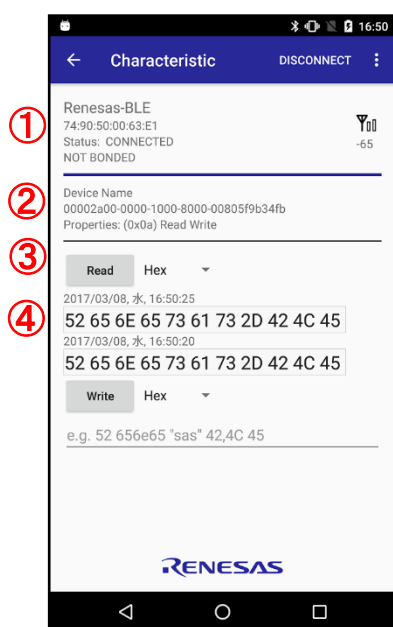 16:50
Characteristic DISCONNECT
① Renesas-BLE
74:90:50:00:63:E1
Status: CONNECTED
NOT BONDED
-65
② Device Name
00002a00-0000-1000-8000-00805f9b34fb
Properties: (0x0a) Read Write
③ Read Hex
2017/03/08, 水, 16:50:25
④ 52 65 6E 65 73 61 73 2D 42 4C 45
2017/03/08, 水, 16:50:20
52 65 6E 65 73 61 73 2D 42 4C 45
Write Hex
e.g. 52 656e65 "sas" 42,4C 45
RENESAS